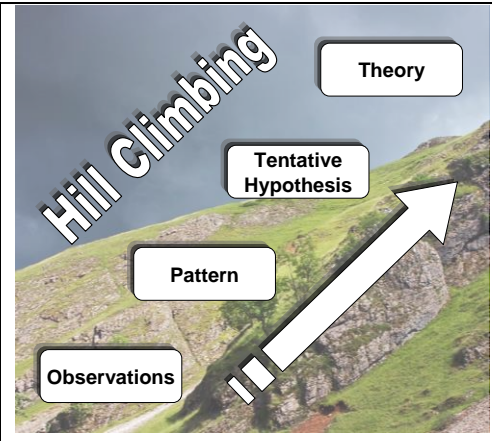 Hill Climbing
Theory
Tentative
Hypothesis
Pattern
Observations